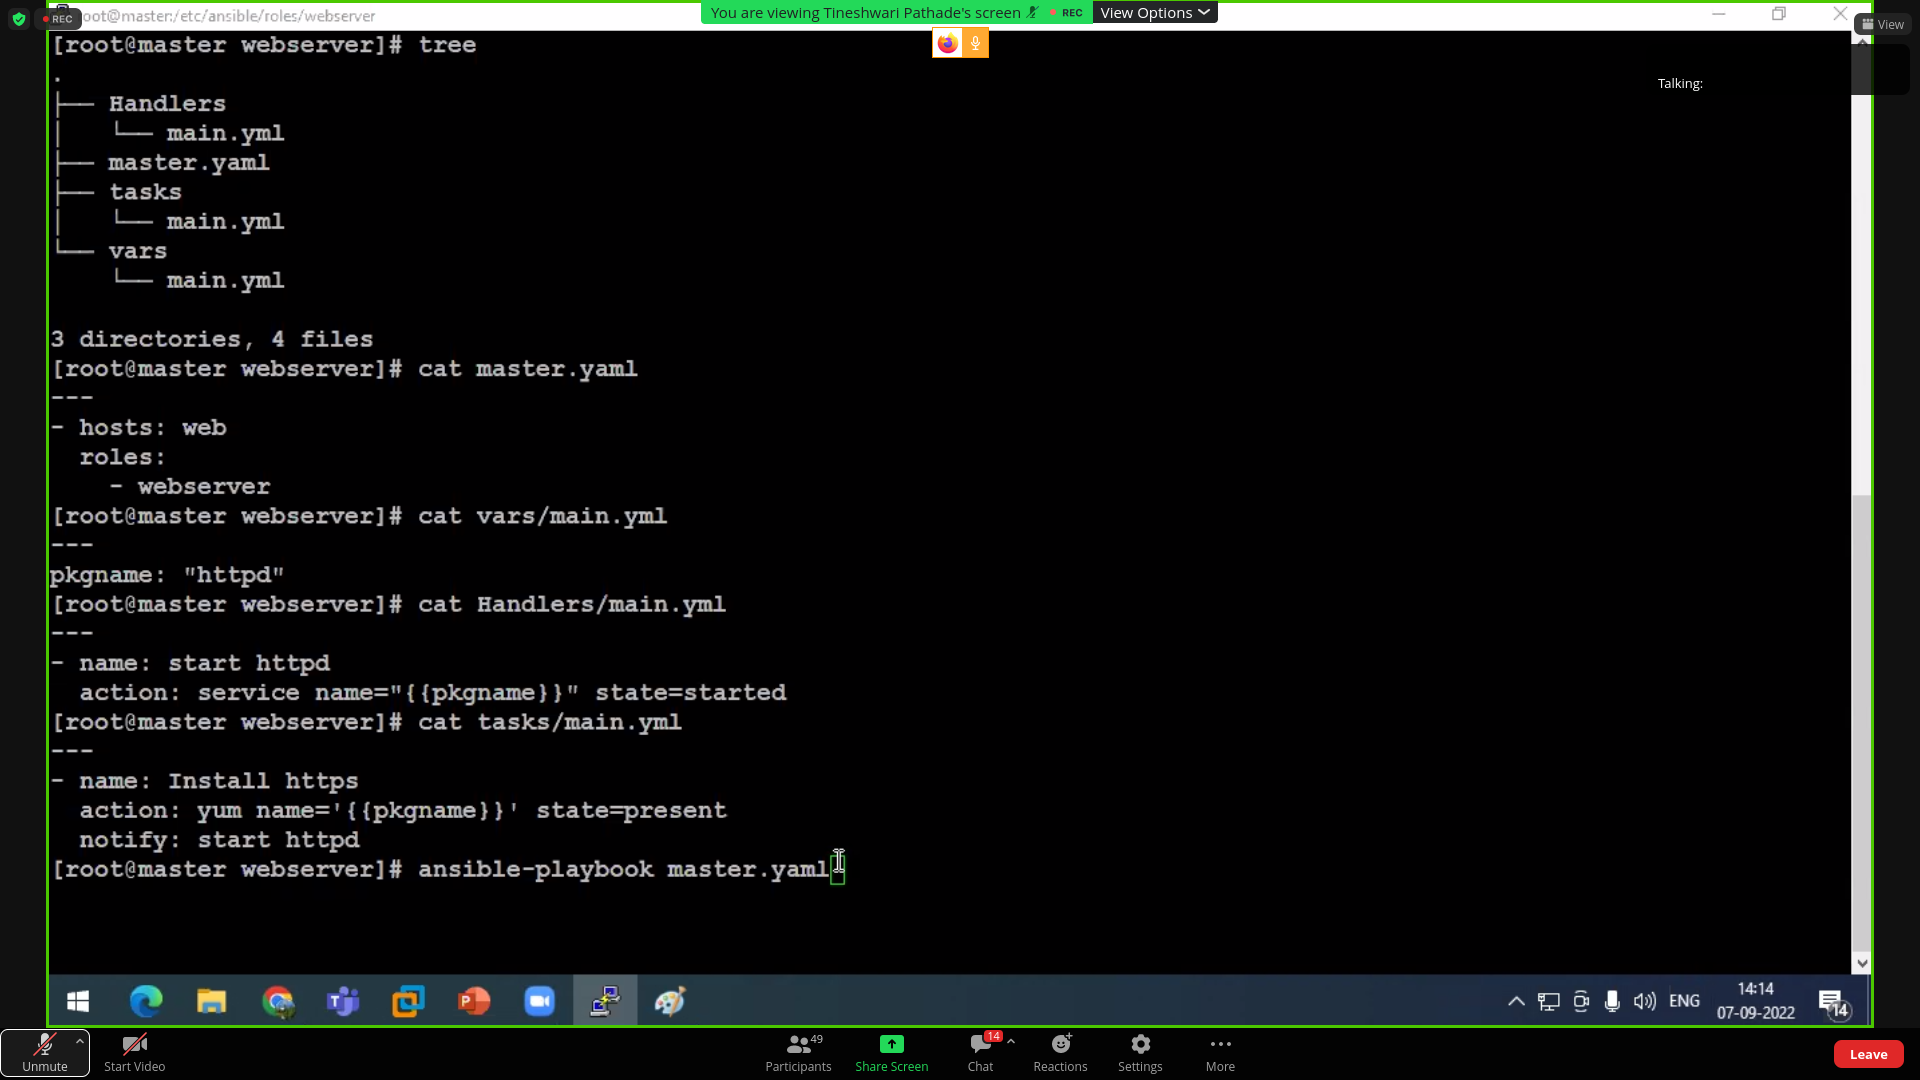 REC
root@master:/etc/ansible/roles/webserver
You are viewing Tineshwari Pathade's screen
REC
View Options
View
Talking:
[root@master webserver]# tree
.
├── Handlers
│   └── main.yml
├── master.yaml
├── tasks
│   └── main.yml
└── vars
    └── main.yml
3 directories, 4 files
[root@master webserver]# cat master.yaml
---
- hosts: web
  roles:
    - webserver
[root@master webserver]# cat vars/main.yml
---
pkgname: "httpd"
[root@master webserver]# cat Handlers/main.yml
---
- name: start httpd
  action: service name="{{pkgname}}" state=started
[root@master webserver]# cat tasks/main.yml
---
- name: Install https
  action: yum name='{{pkgname}}' state=present
  notify: start httpd
[root@master webserver]# ansible-playbook master.yaml
ENG
14:14
07-09-2022
14
Unmute
Start Video
49
Participants
Share Screen
14
Chat
Reactions
Settings
More
Leave